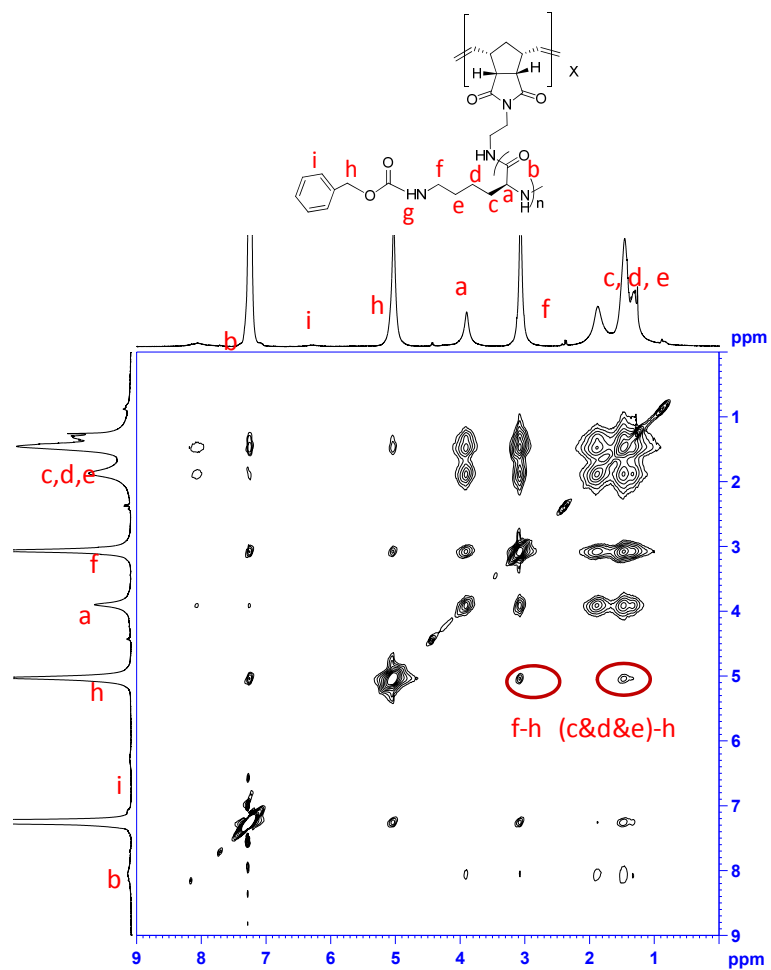 X
H H
O N O
HN O
i h O f d b
O HN a N
g e c H n
c, d, e
h a
b i f
ppm
1
c,d,e 2
f 3
a 4
h 5
f-h (c&d&e)-h
6
i
7
b 8
9
9 8 7 6 5 4 3 2 1 ppm